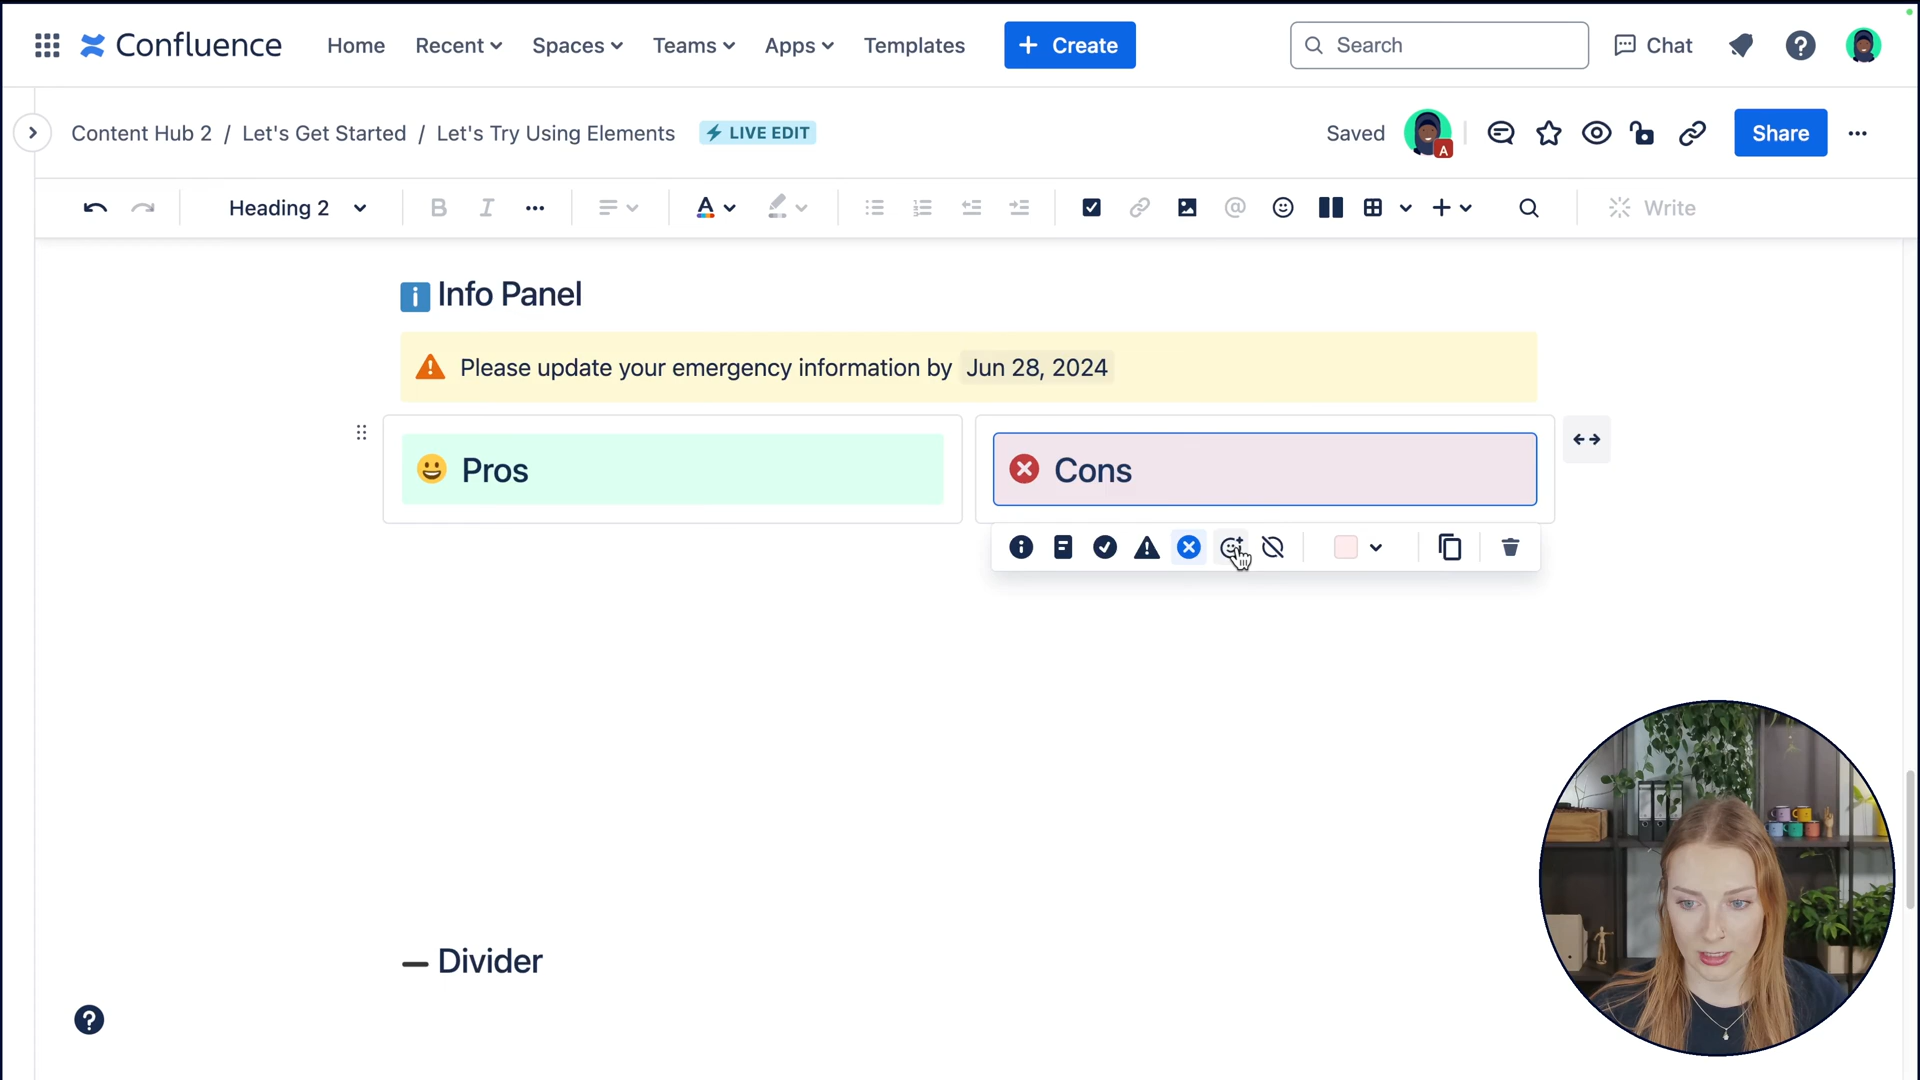 Confluence Home Recent Spaces Teams Apps Templates + Create Search Chat
Content Hub 2 / Let's Get Started / Let's Try Using Elements LIVE EDIT Saved A Share
Heading 2 B I A Write
Info Panel
Please update your emergency information by Jun 28, 2024
Pros Cons
Divider